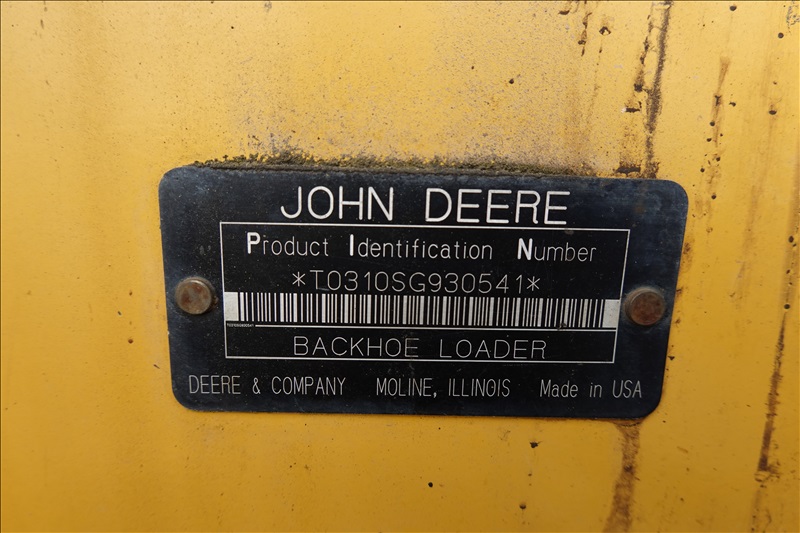 JOHN DEERE
Product Identification Number
*T0310SG930541*
BACKHOE LOADER
DEERE & COMPANY MOLINE, ILLINOIS Made in USA